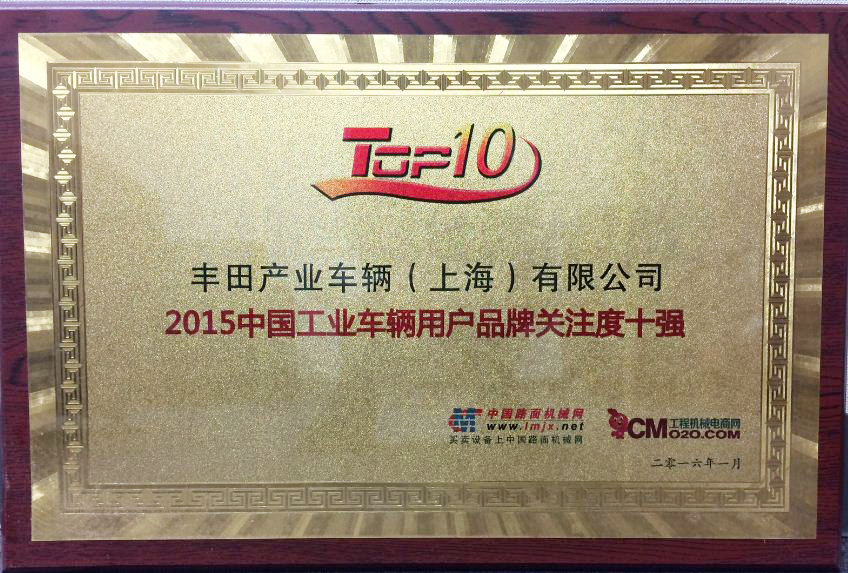 TOP10
丰田产业车辆（上海）有限公司
2015中国工业车辆用户品牌关注度十强
中国路面机械网
www.lmjx.net
买卖设备上中国路面机械网
CM工程机械电商网
O2O.COM
二零一六年一月